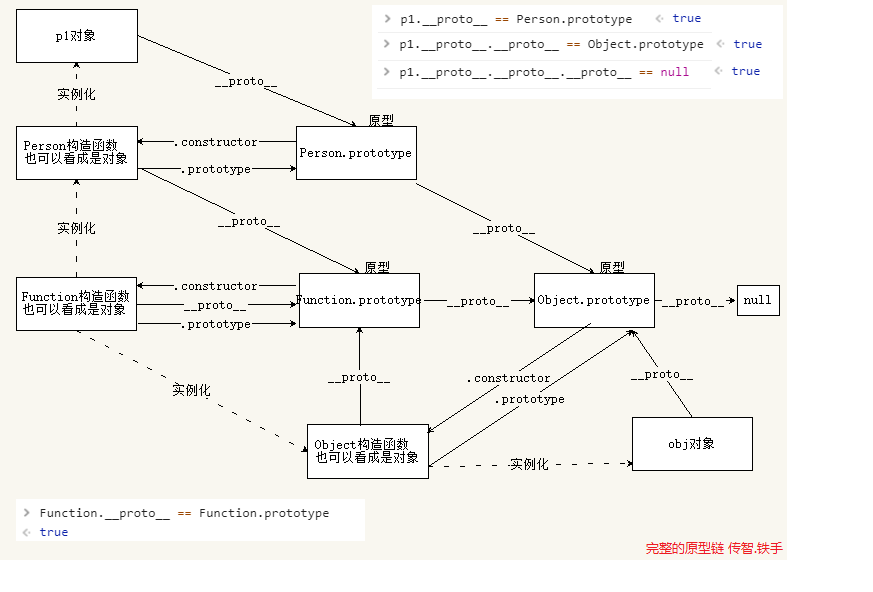 p1对象
> p1.__proto__ == Person.prototype
< true
> p1.__proto__.__proto__ == Object.prototype
< true
> p1.__proto__.__proto__.__proto__ == null
< true
__proto__
实例化
原型
Person构造函数
也可以看成是对象
.constructor
.prototype
Person.prototype
实例化
__proto__
__proto__
原型
原型
Function构造函数
也可以看成是对象
.constructor
__proto__
.prototype
Function.prototype
__proto__
Object.prototype
__proto__
null
实例化
__proto__
.constructor
.prototype
__proto__
Object构造函数
也可以看成是对象
实例化
obj对象
> Function.__proto__ == Function.prototype
< true
完整的原型链 传智.铁手